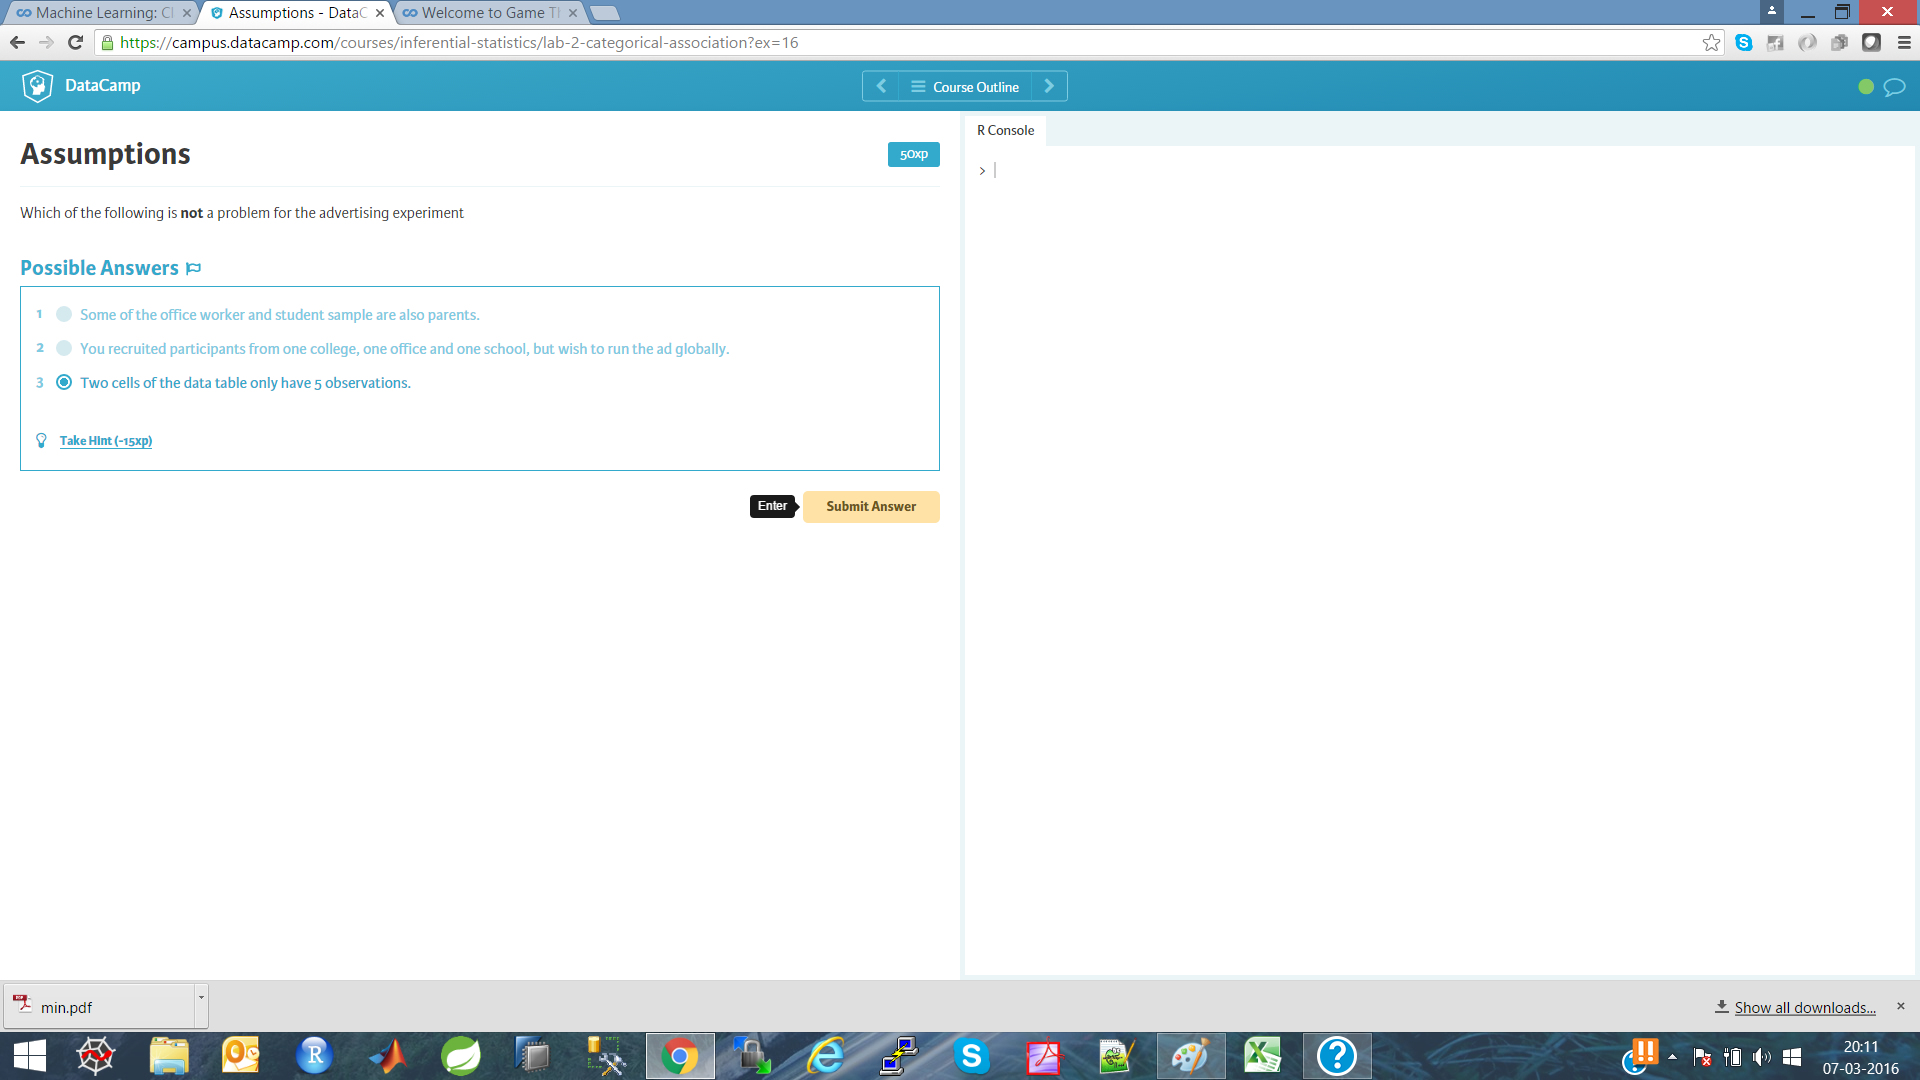 Machine Learning: Cl
Assumptions - DataC
Welcome to Game Tl
https://campus.datacamp.com/courses/inferential-statistics/lab-2-categorical-association?ex=16
DataCamp
Course Outline
Assumptions
50xp
R Console
>
Which of the following is not a problem for the advertising experiment
Possible Answers
1 Some of the office worker and student sample are also parents.
2 You recruited participants from one college, one office and one school, but wish to run the ad globally.
3 Two cells of the data table only have 5 observations.
Take Hint (-15xp)
Enter
Submit Answer
min.pdf
Show all downloads...
20:11
07-03-2016